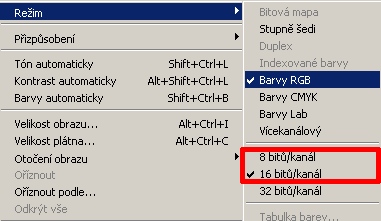 Režim
Přizpůsobení
Tón automaticky Shift+Ctrl+L
Kontrast automaticky Alt+Shift+Ctrl+L
Barvy automaticky Shift+Ctrl+B
Velikost obrazu... Alt+Ctrl+I
Velikost plátna... Alt+Ctrl+C
Otočení obrazu
Oříznout
Oříznout podle...
Odkrýt vše
Bitová mapa
Stupně šedi
Duplex
Indexované barvy
Barvy RGB
Barvy CMYK
Barvy Lab
Vícekanálový
8 bitů/kanál
16 bitů/kanál
32 bitů/kanál
Tabulka barev...